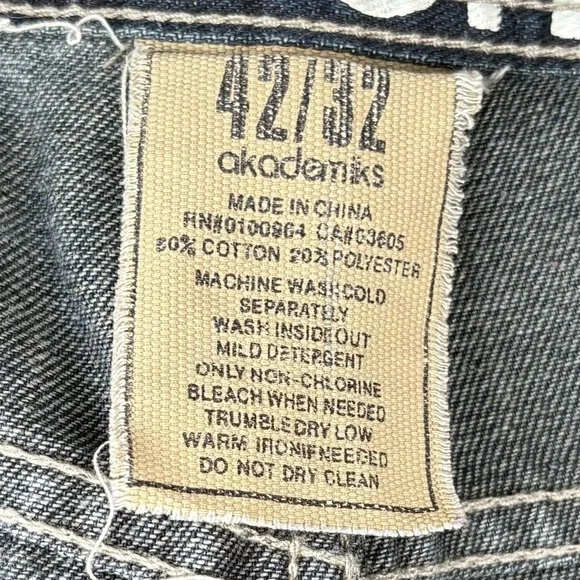 42/32
akademiks
MADE IN CHINA
RN#0100964 CA#03605
80% COTTON 20% POLYESTER
MACHINE WASH COLD
SEPARATELY
WASH INSIDE OUT
MILD DETERGENT
ONLY NON-CHLORINE
BLEACH WHEN NEEDED
TRUMBLE DRY LOW
WARM IRON IF NEEDED
DO NOT DRY CLEAN